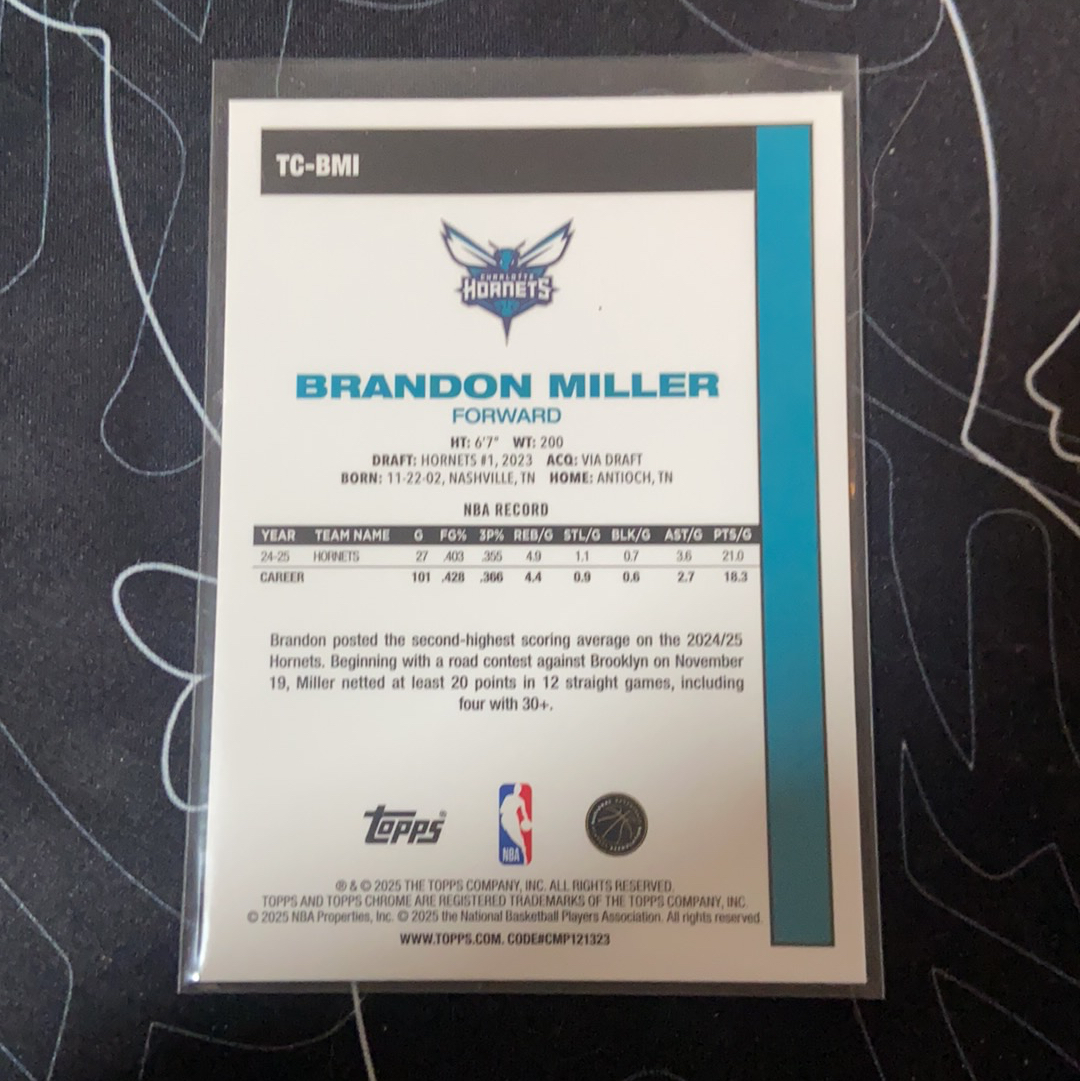 TC-BMI
CHARLOTTE
HORNETS
BRANDON MILLER
FORWARD
HT: 6'7" WT: 200
DRAFT: HORNETS #1, 2023 ACQ: VIA DRAFT
BORN: 11-22-02, NASHVILLE, TN HOME: ANTIOCH, TN
NBA RECORD
YEAR TEAM NAME G FG% 3P% REB/G STL/G BLK/G AST/G PTS/G
24-25 HORNETS 27 .403 .355 4.9 1.1 0.7 3.6 21.0
CAREER 101 .428 .366 4.4 0.9 0.6 2.7 18.3
Brandon posted the second-highest scoring average on the 2024/25
Hornets. Beginning with a road contest against Brooklyn on November
19, Miller netted at least 20 points in 12 straight games, including
four with 30+.
Topps®
NBA
® & © 2025 THE TOPPS COMPANY, INC. ALL RIGHTS RESERVED.
TOPPS AND TOPPS CHROME ARE REGISTERED TRADEMARKS OF THE TOPPS COMPANY, INC.
© 2025 NBA Properties, Inc. © 2025 the National Basketball Players Association. All rights reserved.
WWW.TOPPS.COM. CODE#CMP121323